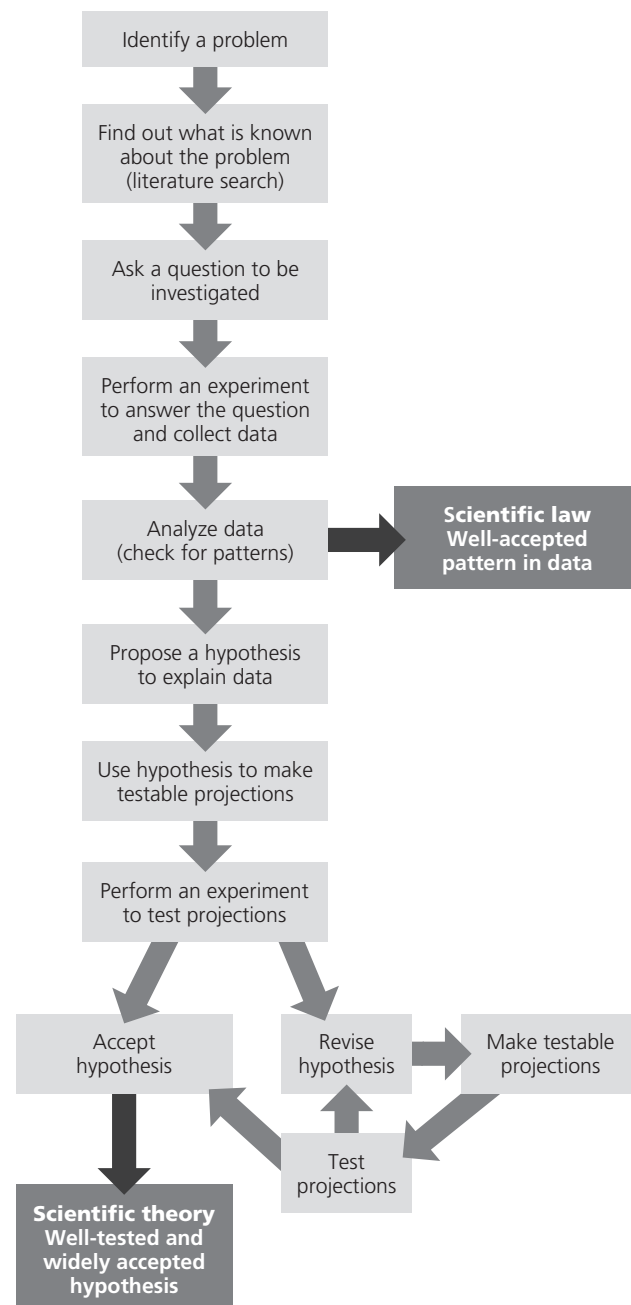 Identify a problem
Find out what is known
about the problem
(literature search)
Ask a question to be
investigated
Perform an experiment
to answer the question
and collect data
Analyze data
(check for patterns)
Scientific law
Well-accepted
pattern in data
Propose a hypothesis
to explain data
Use hypothesis to make
testable projections
Perform an experiment
to test projections
Accept
hypothesis
Revise
hypothesis
Make testable
projections
Test
projections
Scientific theory
Well-tested and
widely accepted
hypothesis